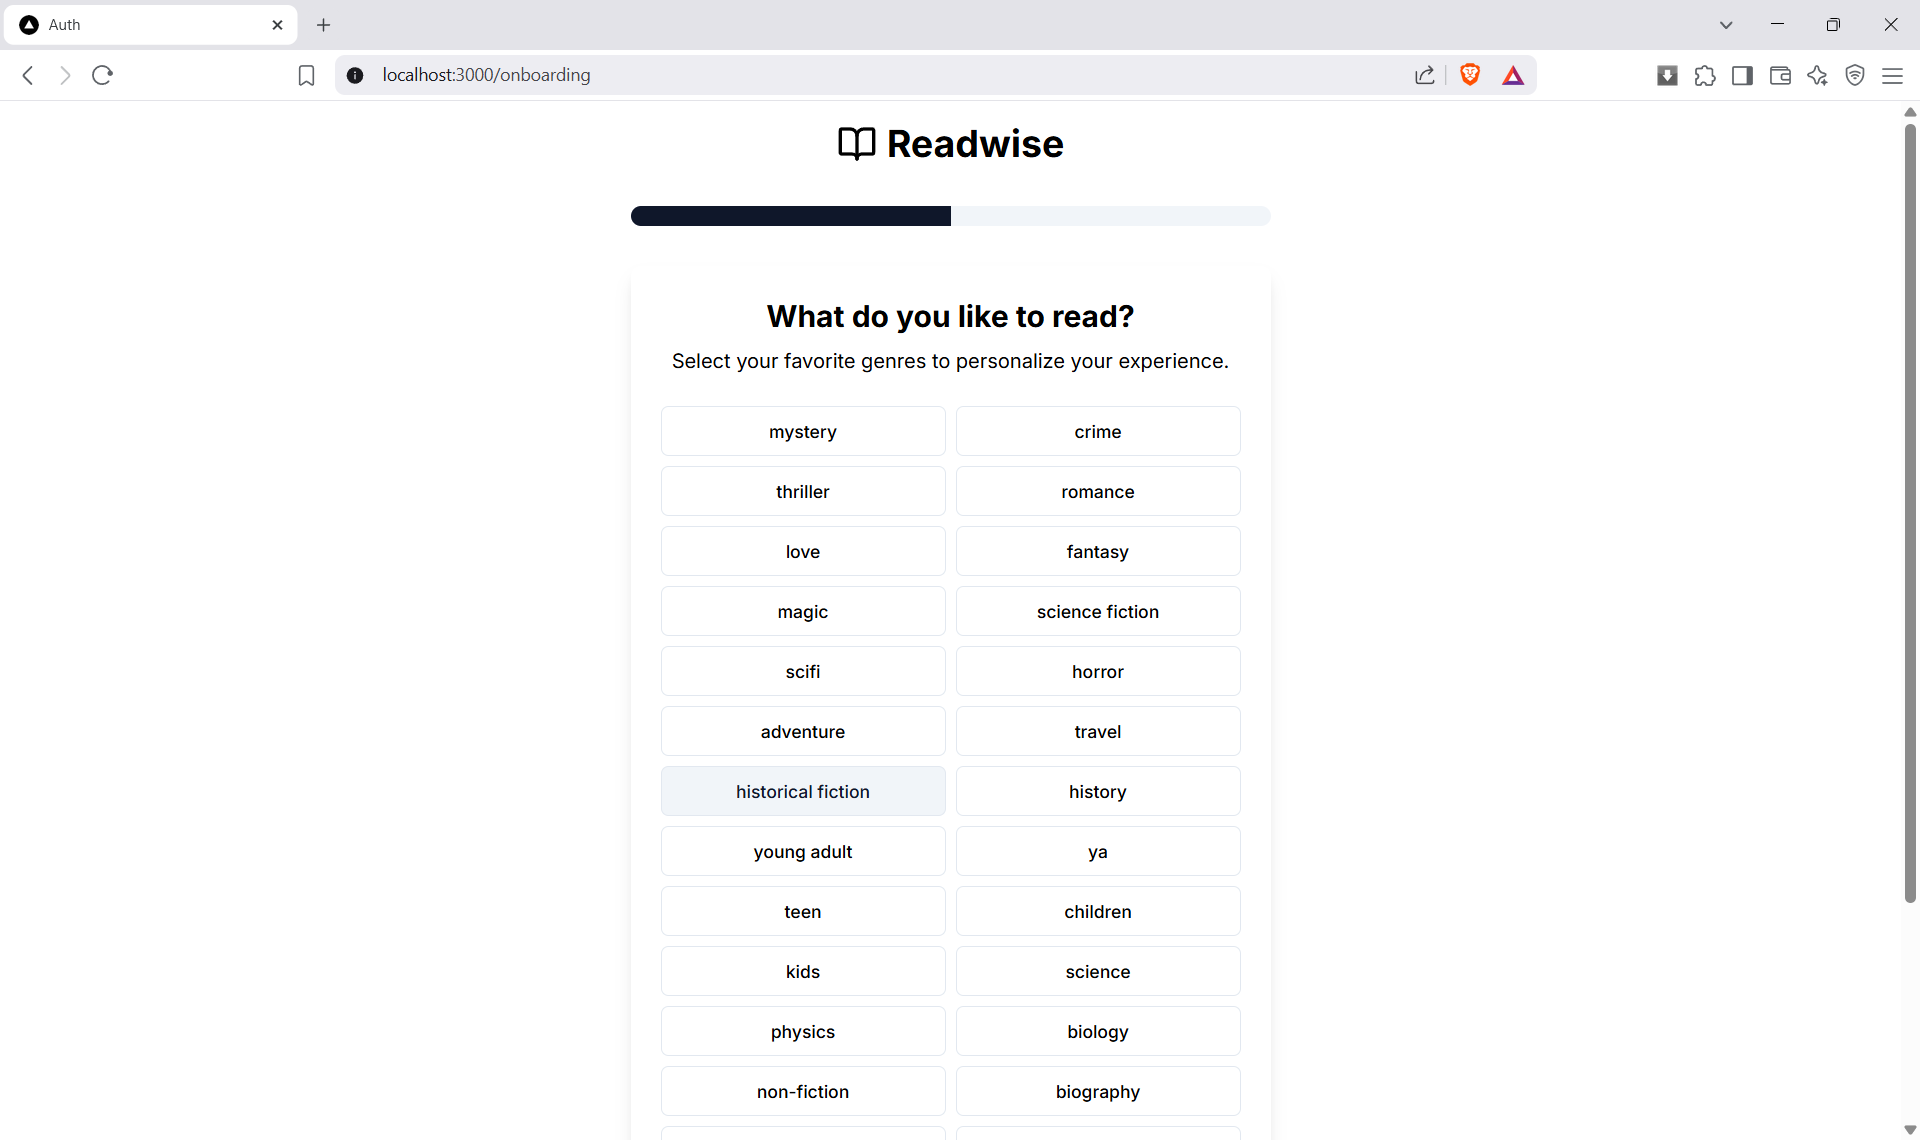 Auth
localhost:3000/onboarding
Readwise
What do you like to read?
Select your favorite genres to personalize your experience.
mystery
crime
thriller
romance
love
fantasy
magic
science fiction
scifi
horror
adventure
travel
historical fiction
history
young adult
ya
teen
children
kids
science
physics
biology
non-fiction
biography